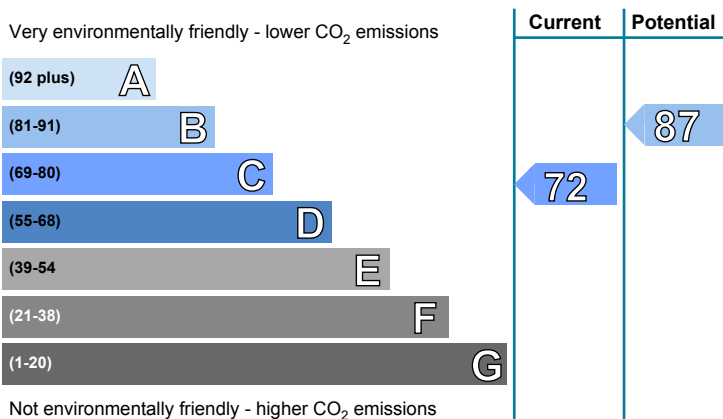 Very environmentally friendly - lower CO2 emissions
Current Potential
(92 plus) A
(81-91) B
87
(69-80) C
72
(55-68) D
(39-54 E
(21-38) F
(1-20) G
Not environmentally friendly - higher CO2 emissions